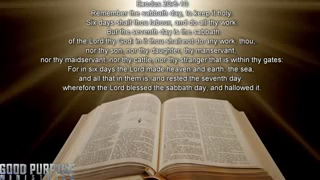 Exodus 20:8-10
Remember the sabbath day, to keep it holy.
Six days shalt thou labour, and do all thy work:
But the seventh day is the sabbath
of the Lord thy God: in it thou shalt not do any work, thou,
nor thy son, nor thy daughter, thy manservant,
nor thy maidservant, nor thy cattle, nor thy stranger that is within thy gates:
For in six days the Lord made heaven and earth, the sea,
and all that in them is, and rested the seventh day:
wherefore the Lord blessed the sabbath day, and hallowed it.
GOOD PURPOSE
MINISTRIES